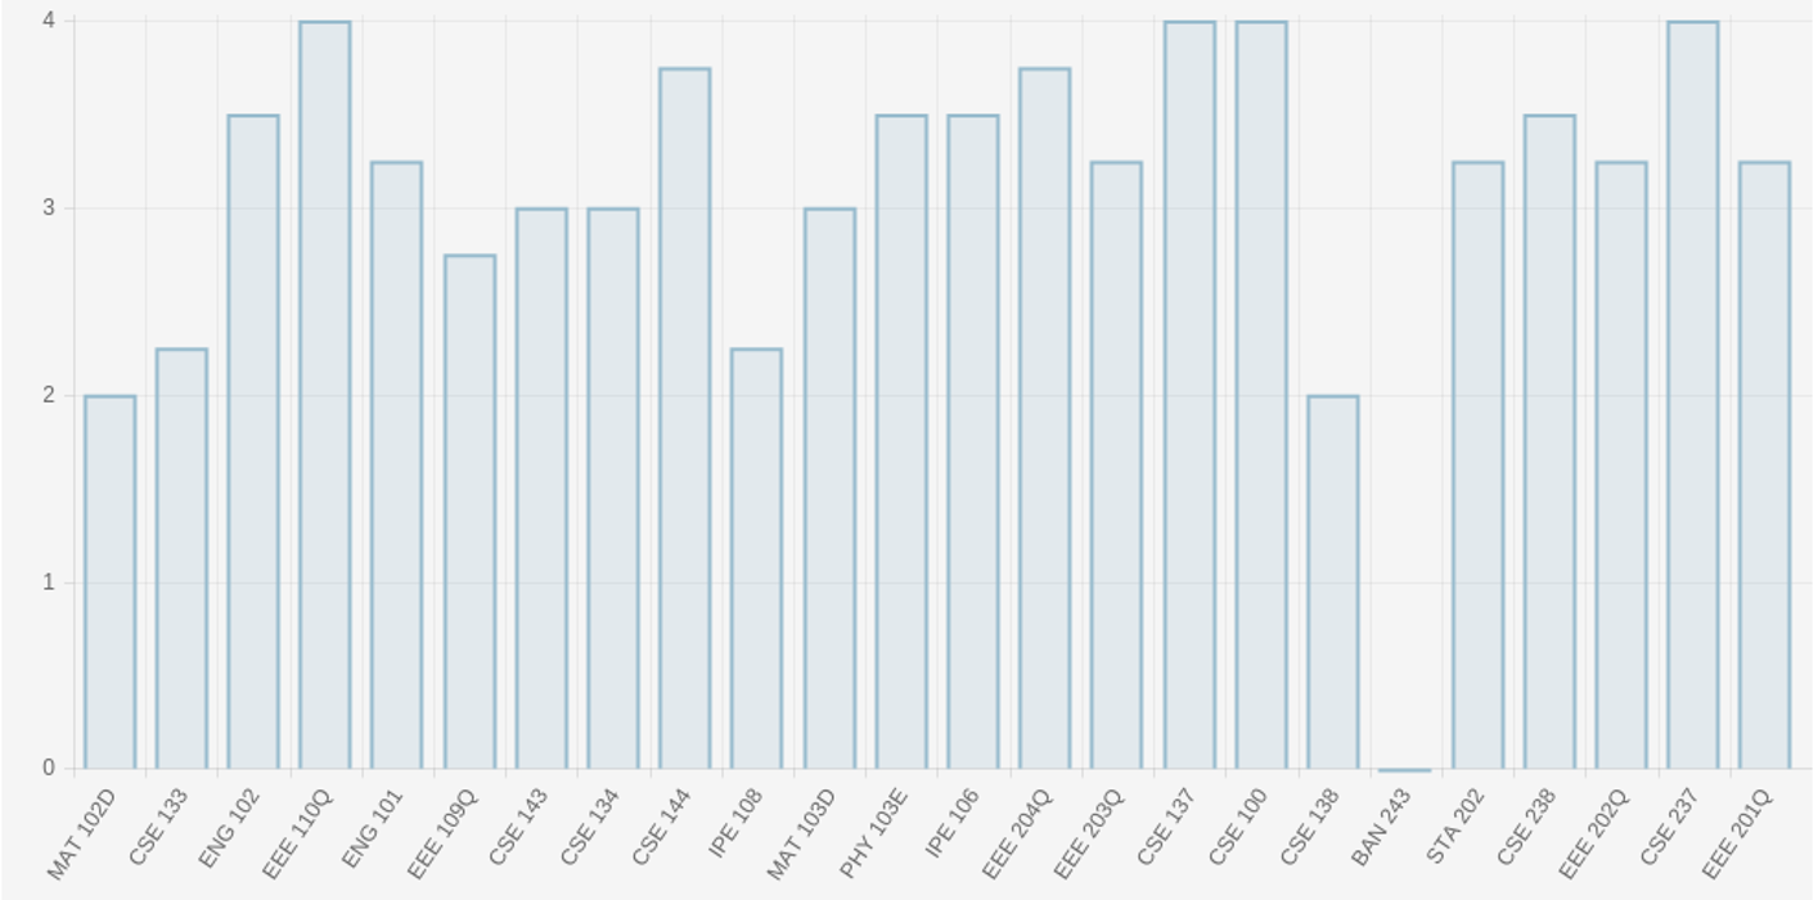 4
3
2
1
0
MAT 102D
CSE 133
ENG 102
EEE 110Q
ENG 101
EEE 109Q
CSE 143
CSE 134
CSE 144
IPE 108
MAT 103D
PHY 103E
IPE 106
EEE 204Q
EEE 203Q
CSE 137
CSE 100
CSE 138
BAN 243
STA 202
CSE 238
EEE 202Q
CSE 237
EEE 201Q